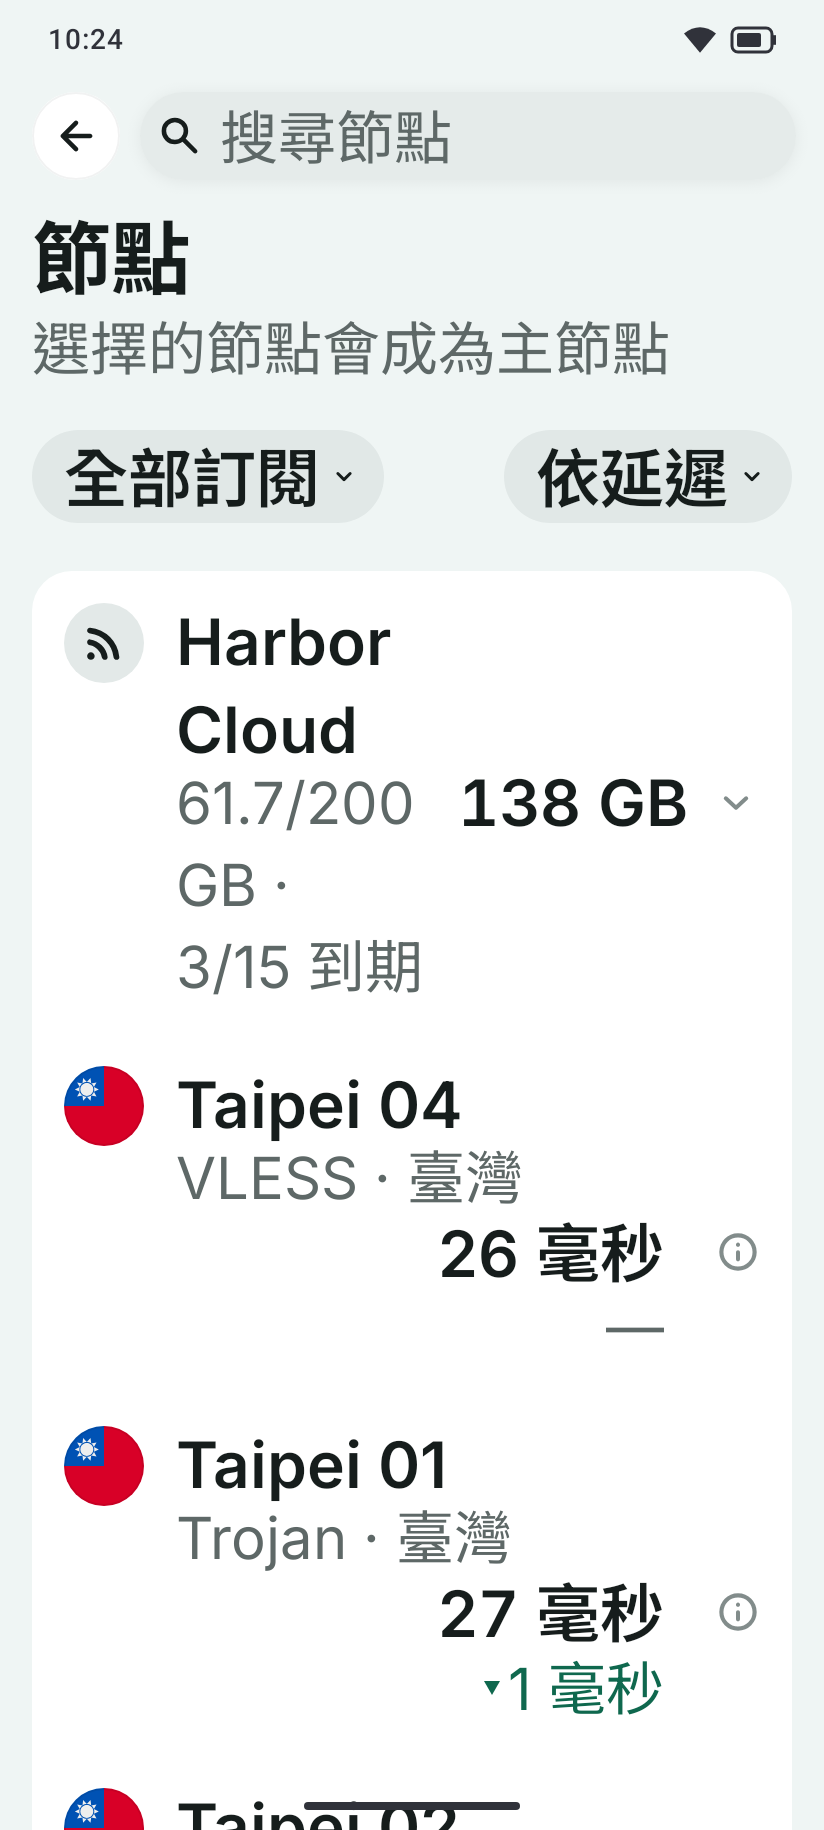 10:24
搜尋節點
節點
選擇的節點會成為主節點
全部訂閱
依延遲
Harbor
Cloud
61.7/200
GB ·
3/15 到期
138 GB
Taipei 04
VLESS · 臺灣
26 毫秒
—
Taipei 01
Trojan · 臺灣
27 毫秒
▼1 毫秒
Taipei 02